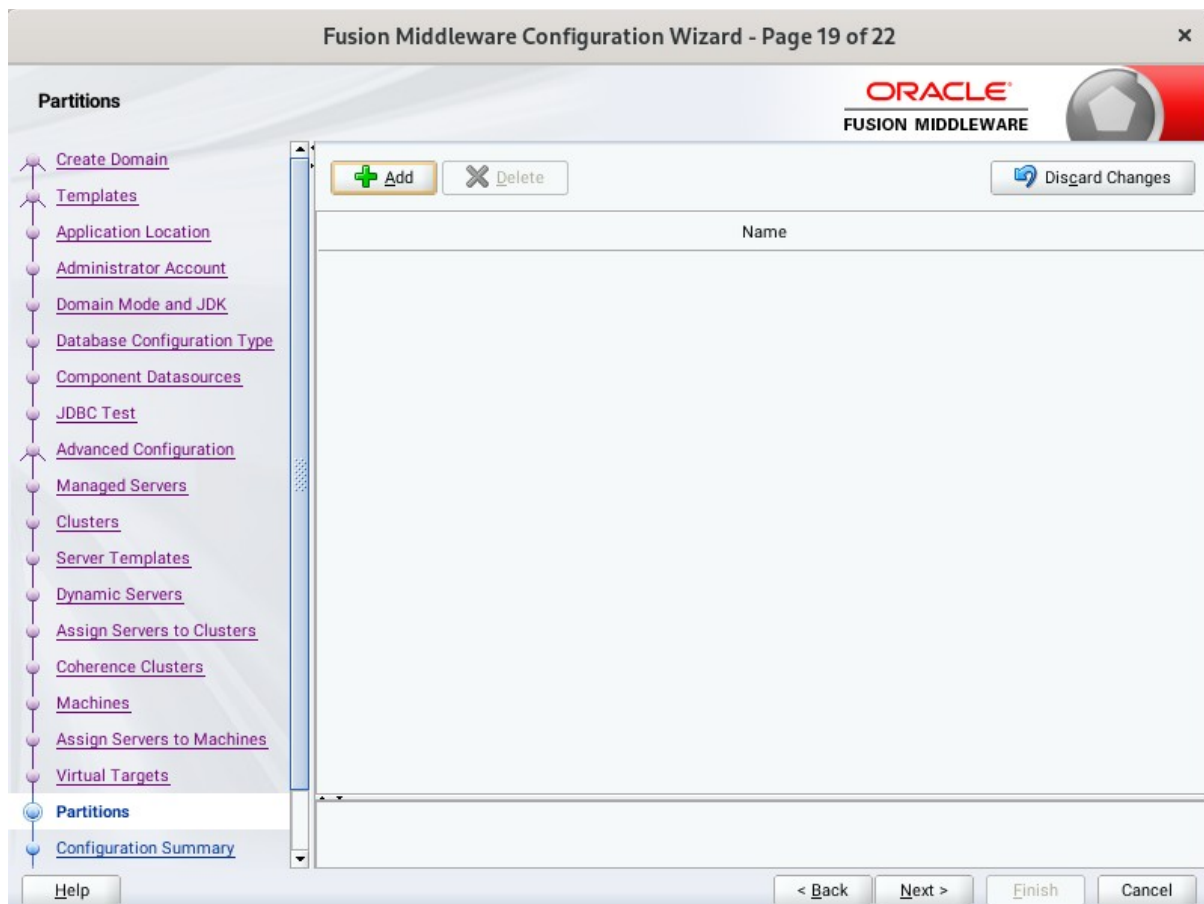 Fusion Middleware Configuration Wizard - Page 19 of 22
Partitions
ORACLE
FUSION MIDDLEWARE
Create Domain
Templates
Application Location
Administrator Account
Domain Mode and JDK
Database Configuration Type
Component Datasources
JDBC Test
Advanced Configuration
Managed Servers
Clusters
Server Templates
Dynamic Servers
Assign Servers to Clusters
Coherence Clusters
Machines
Assign Servers to Machines
Virtual Targets
Partitions
Configuration Summary
Add Delete Discard Changes
Name
Help < Back Next > Finish Cancel